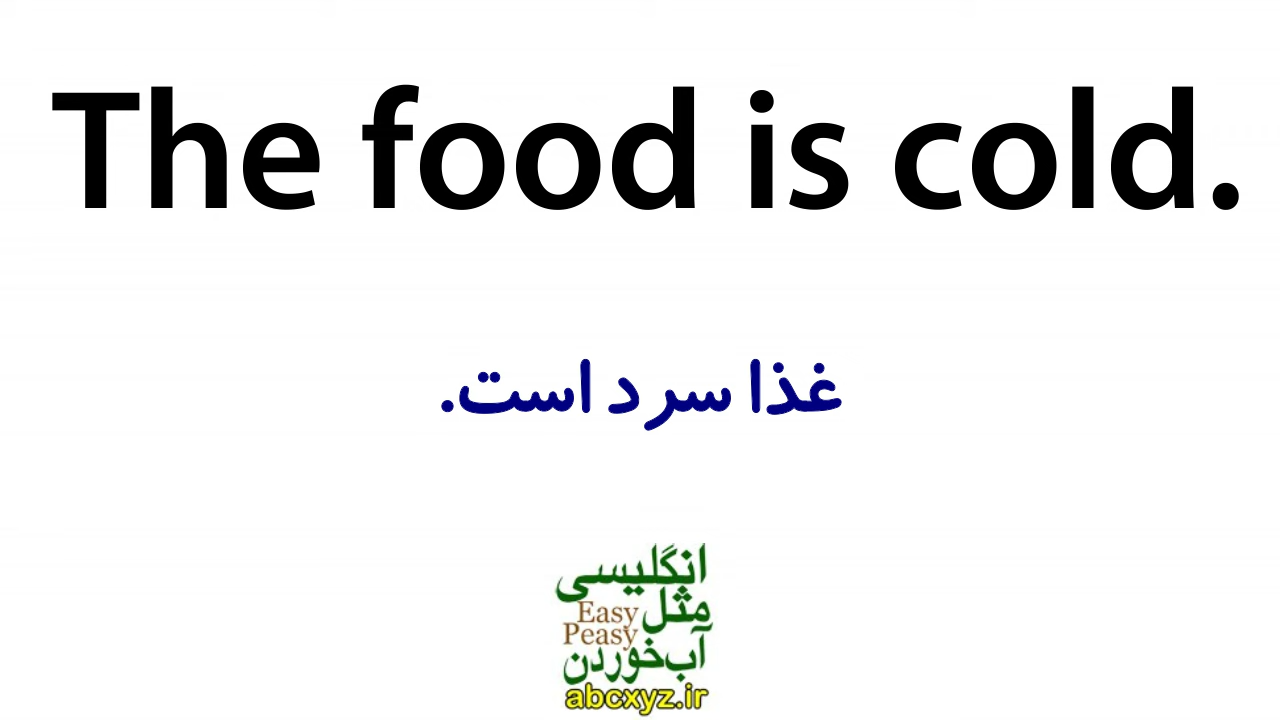 The food is cold.
غذا سرد است.
انگلیسی
مثل Easy
Peasy
آب‌خوردن
abcxyz.ir